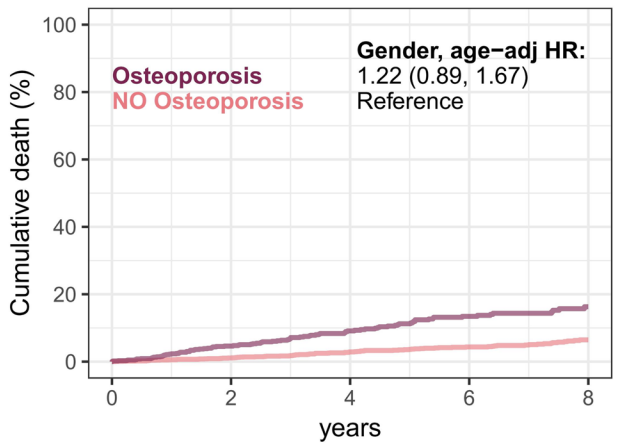 Gender, age−adj HR:
Osteoporosis 1.22 (0.89, 1.67)
NO Osteoporosis Reference
Cumulative death (%)
100
80
60
40
20
0
0 2 4 6 8
years